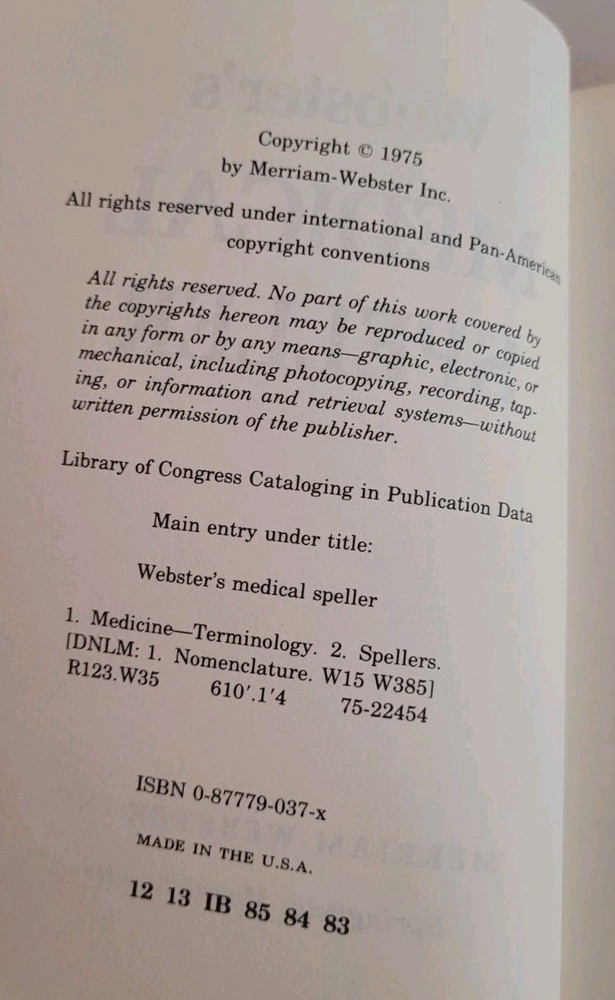 Copyright © 1975
by Merriam-Webster Inc.
All rights reserved under international and Pan-American
copyright conventions
All rights reserved. No part of this work covered by
the copyrights hereon may be reproduced or copied
in any form or by any means—graphic, electronic, or
mechanical, including photocopying, recording, tap-
ing, or information and retrieval systems—without
written permission of the publisher.
Library of Congress Cataloging in Publication Data
Main entry under title:
Webster's medical speller
1. Medicine—Terminology. 2. Spellers.
[DNLM: 1. Nomenclature. W15 W385]
R123.W35 610′.1′4 75-22454
ISBN 0-87779-037-x
MADE IN THE U.S.A.
12 13 IB 85 84 83